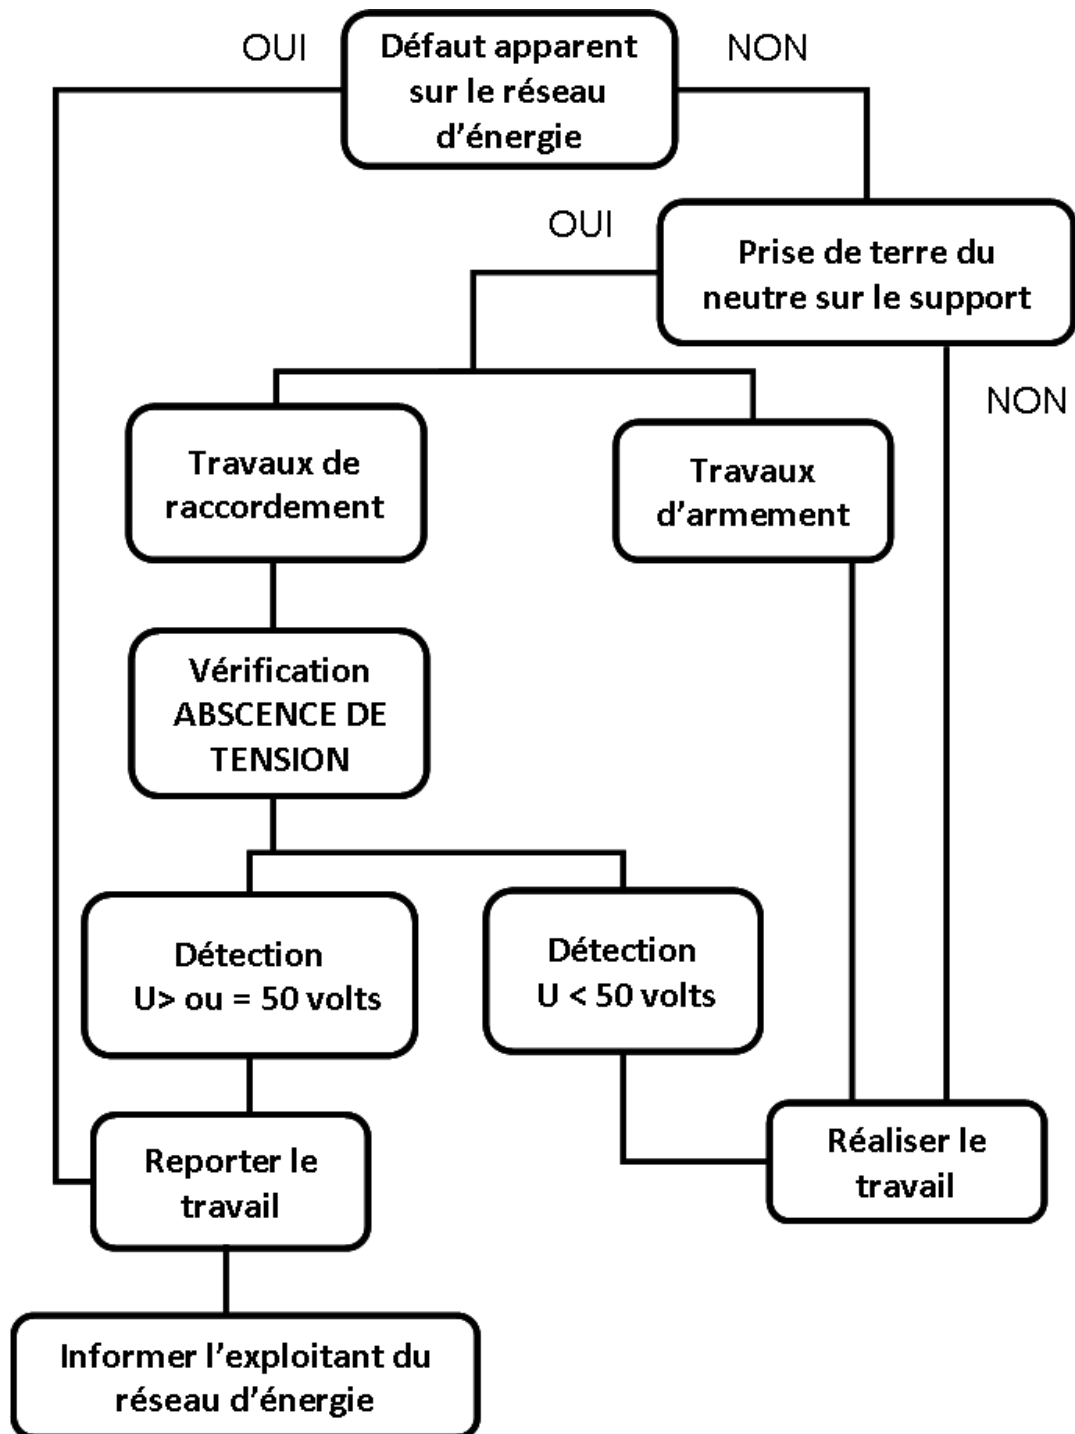 OUI
Défaut apparent
sur le réseau
d'énergie
NON
OUI
Prise de terre du
neutre sur le support
NON
Travaux de
raccordement
Travaux
d'armement
Vérification
ABSCENCE DE
TENSION
Détection
U> ou = 50 volts
Détection
U < 50 volts
Reporter le
travail
Réaliser le
travail
Informer l'exploitant du
réseau d'énergie